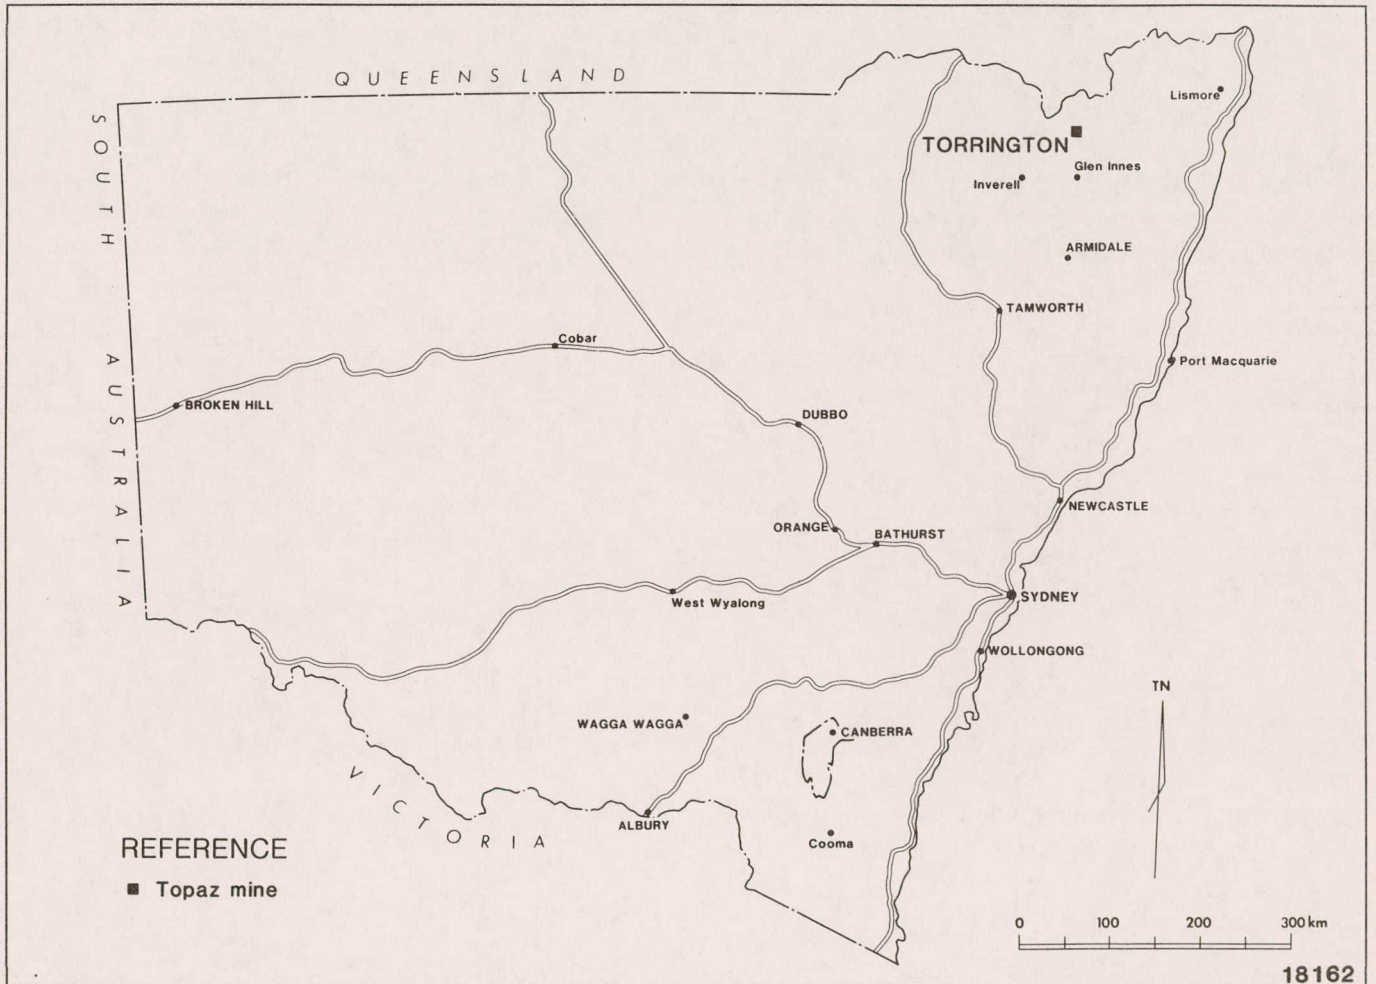 QUEENSLAND
SOUTH AUSTRALIA
Lismore
TORRINGTON
Glen Innes
Inverell
ARMIDALE
TAMWORTH
Cobar
Port Macquarie
BROKEN HILL
DUBBO
NEWCASTLE
ORANGE
BATHURST
West Wyalong
SYDNEY
WOLLONGONG
TN
WAGGA WAGGA
CANBERRA
VICTORIA
ALBURY
Cooma
REFERENCE
Topaz mine
0 100 200 300 km
18162